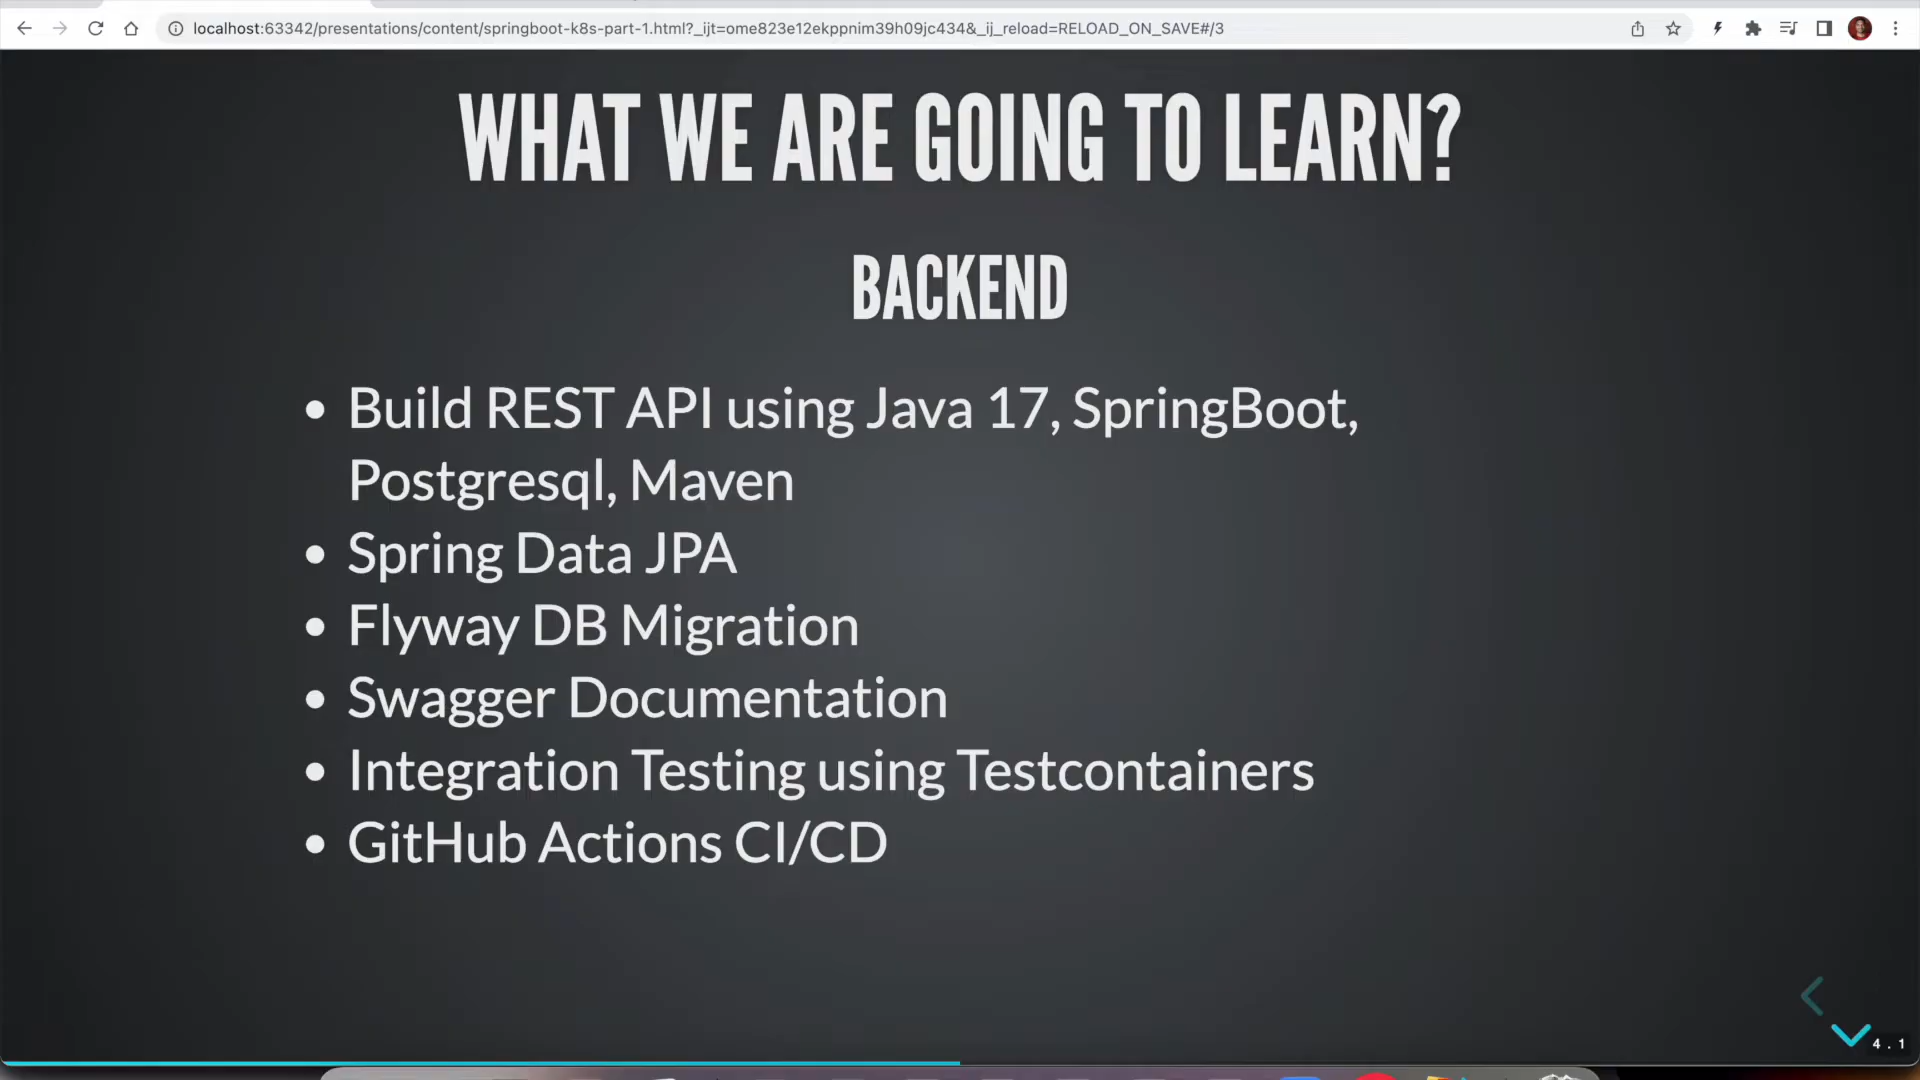 localhost:63342/presentations/content/springboot-k8s-part-1.html?_ijt=ome823e12ekppnim39h09jc434&_ij_reload=RELOAD_ON_SAVE#/3
WHAT WE ARE GOING TO LEARN?
BACKEND
• Build REST API using Java 17, SpringBoot,
Postgresql, Maven
• Spring Data JPA
• Flyway DB Migration
• Swagger Documentation
• Integration Testing using Testcontainers
• GitHub Actions CI/CD
4 . 1